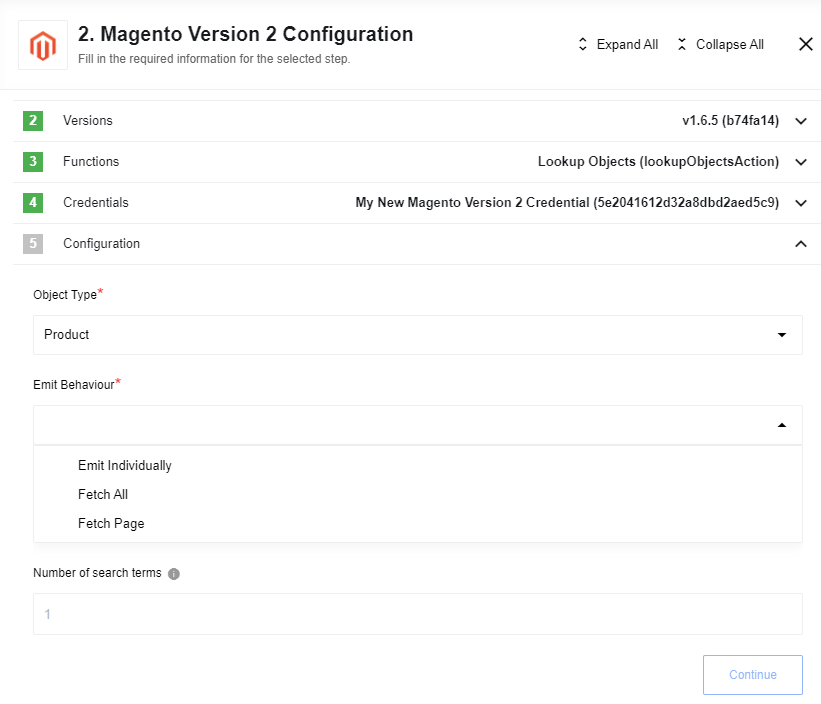 2. Magento Version 2 Configuration
Fill in the required information for the selected step.
Expand All
Collapse All
2 Versions v1.6.5 (b74fa14)
3 Functions Lookup Objects (lookupObjectsAction)
4 Credentials My New Magento Version 2 Credential (5e2041612d32a8dbd2aed5c9)
5 Configuration
Object Type*
Product
Emit Behaviour*
Emit Individually
Fetch All
Fetch Page
Number of search terms i
1
Continue